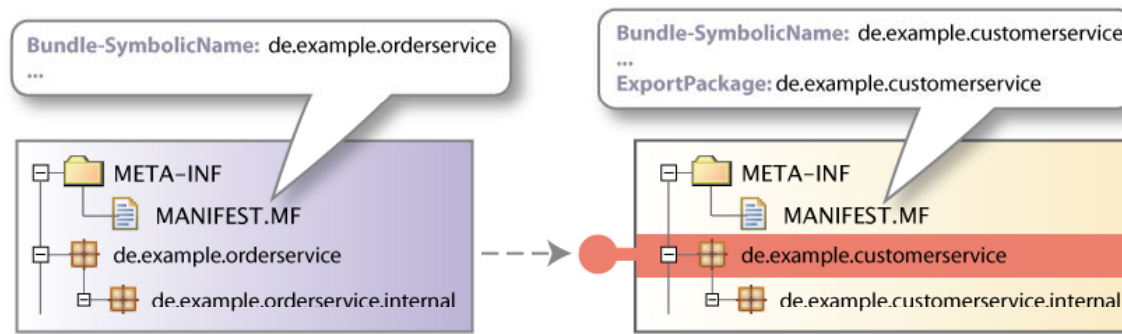 Bundle-SymbolicName: de.example.orderservice
...
META-INF
MANIFEST.MF
de.example.orderservice
de.example.orderservice.internal
Bundle-SymbolicName: de.example.customerservice
...
ExportPackage: de.example.customerservice
META-INF
MANIFEST.MF
de.example.customerservice
de.example.customerservice.internal